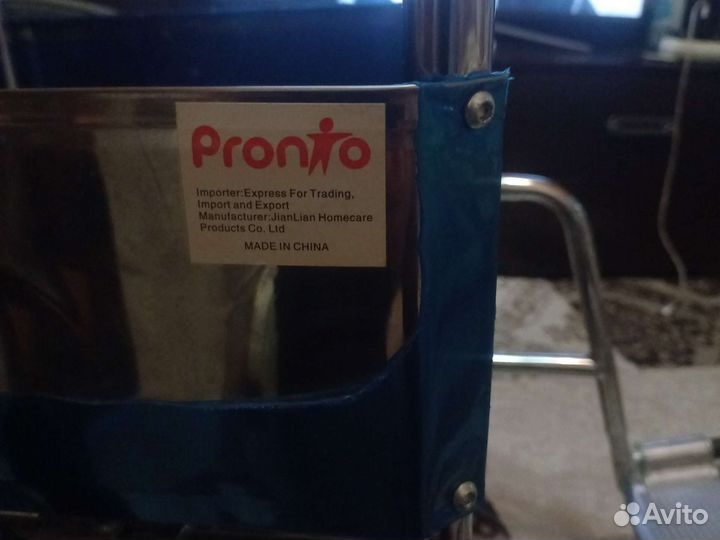 Pronto
Importer:Express For Trading,
Import and Export
Manufacturer:JianLian Homecare
Products Co. Ltd
MADE IN CHINA
Avito